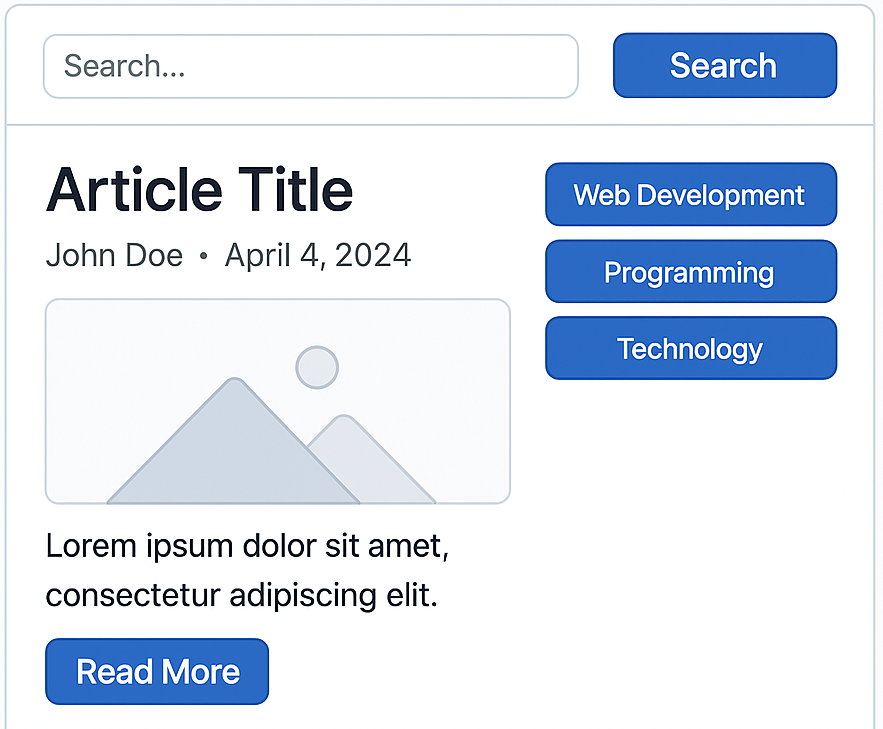 Search...
Search
Article Title
John Doe • April 4, 2024
Lorem ipsum dolor sit amet,
consectetur adipiscing elit.
Read More
Web Development
Programming
Technology